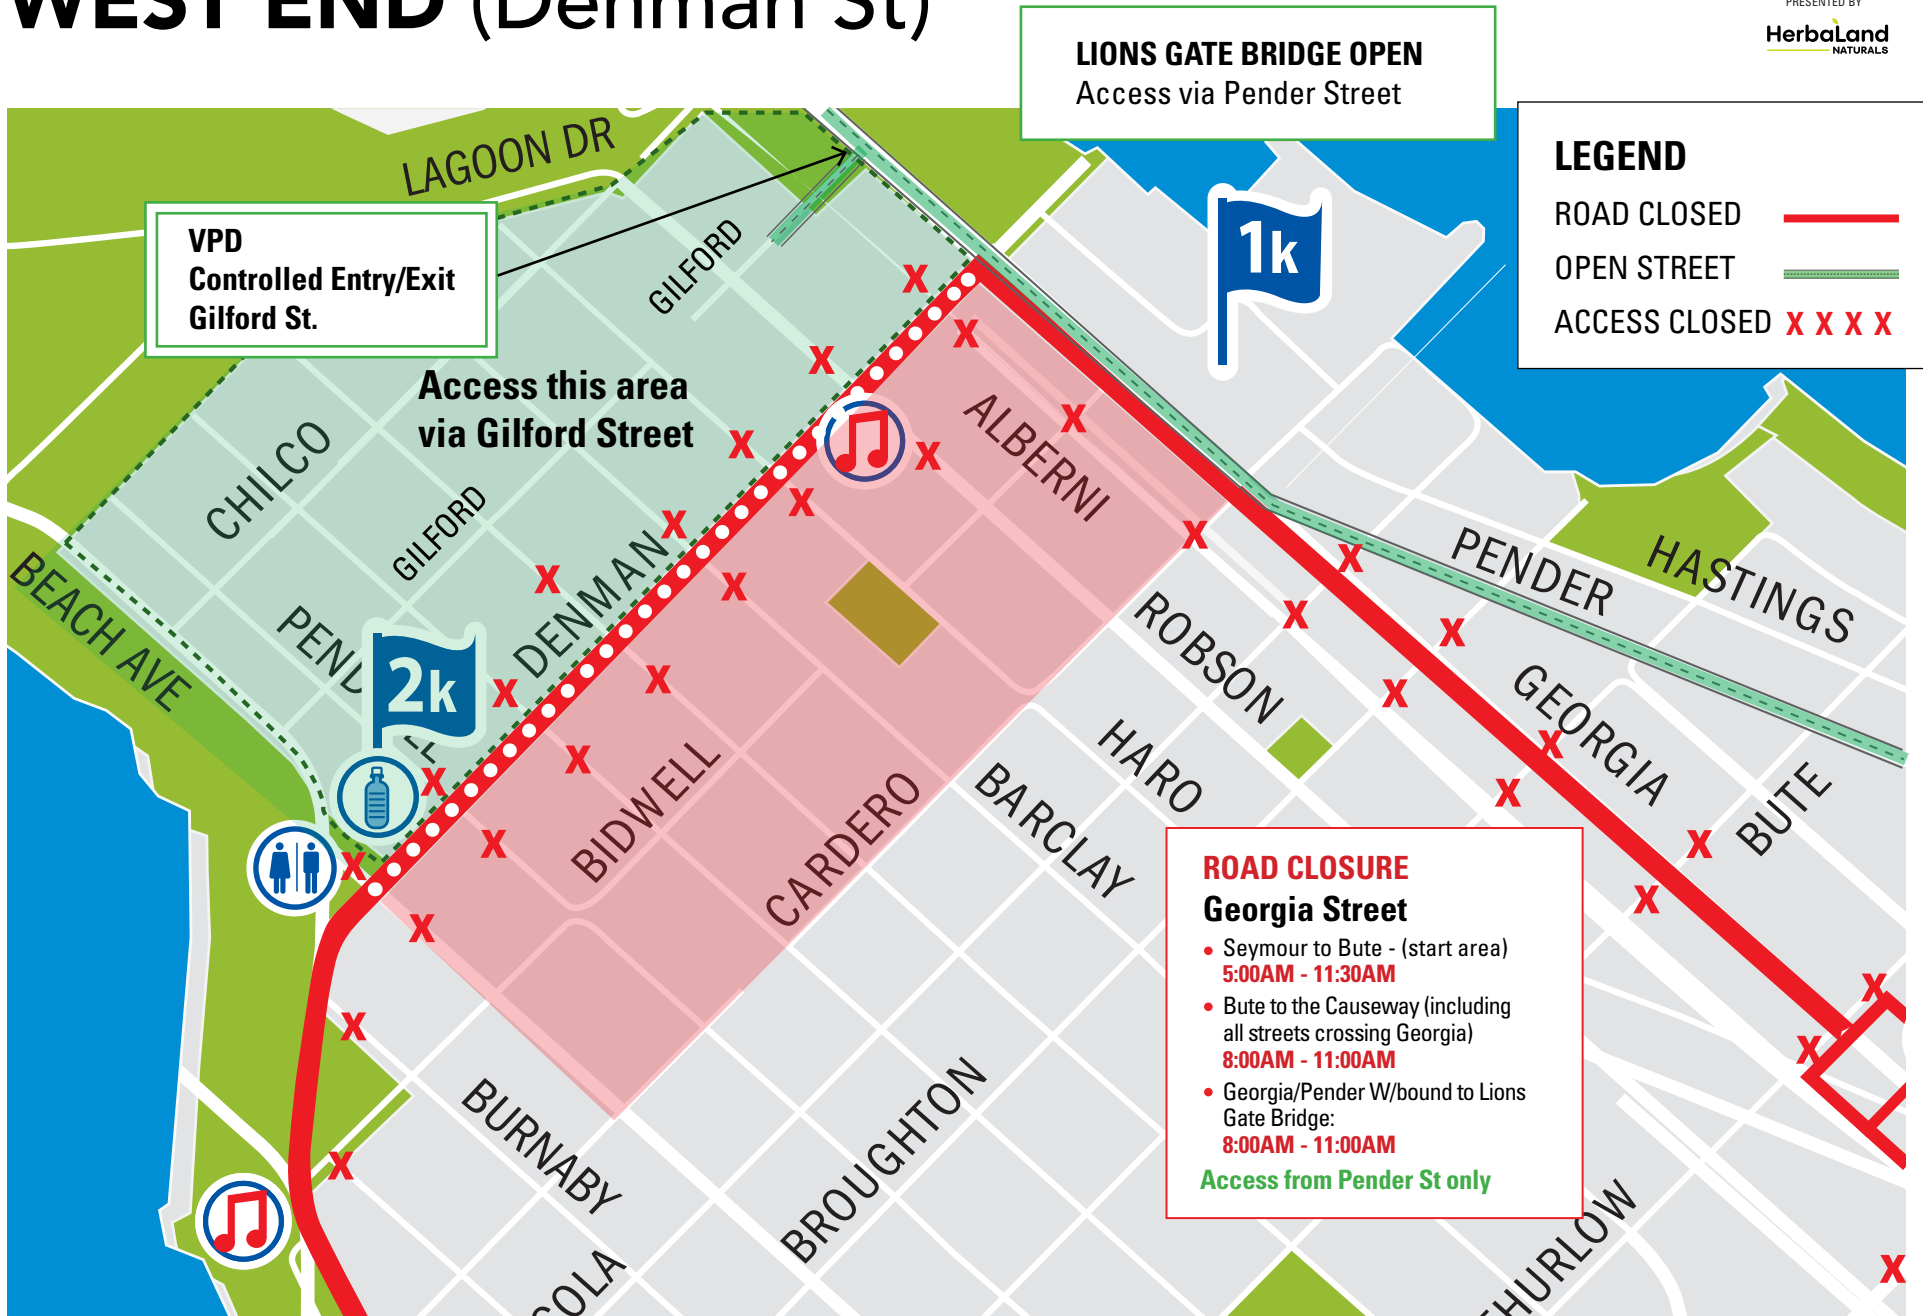 WEST END (Denman St)
PRESENTED BY
HerbaLand
NATURALS
LIONS GATE BRIDGE OPEN
Access via Pender Street
LEGEND
ROAD CLOSED
OPEN STREET
ACCESS CLOSED X X X X
LAGOON DR
VPD
Controlled Entry/Exit
Gilford St.
GILFORD
1k
Access this area
via Gilford Street
CHILCO
GILFORD
DENMAN
ALBERNI
PENDER
HASTINGS
BEACH AVE
2k
ROBSON
GEORGIA
BUTE
HARO
BARCLAY
BIDWELL
CARDERO
ROAD CLOSURE
Georgia Street
• Seymour to Bute - (start area)
5:00AM - 11:30AM
• Bute to the Causeway (including
all streets crossing Georgia)
8:00AM - 11:00AM
• Georgia/Pender W/bound to Lions
Gate Bridge:
8:00AM - 11:00AM
Access from Pender St only
BURNABY
BROUGHTON